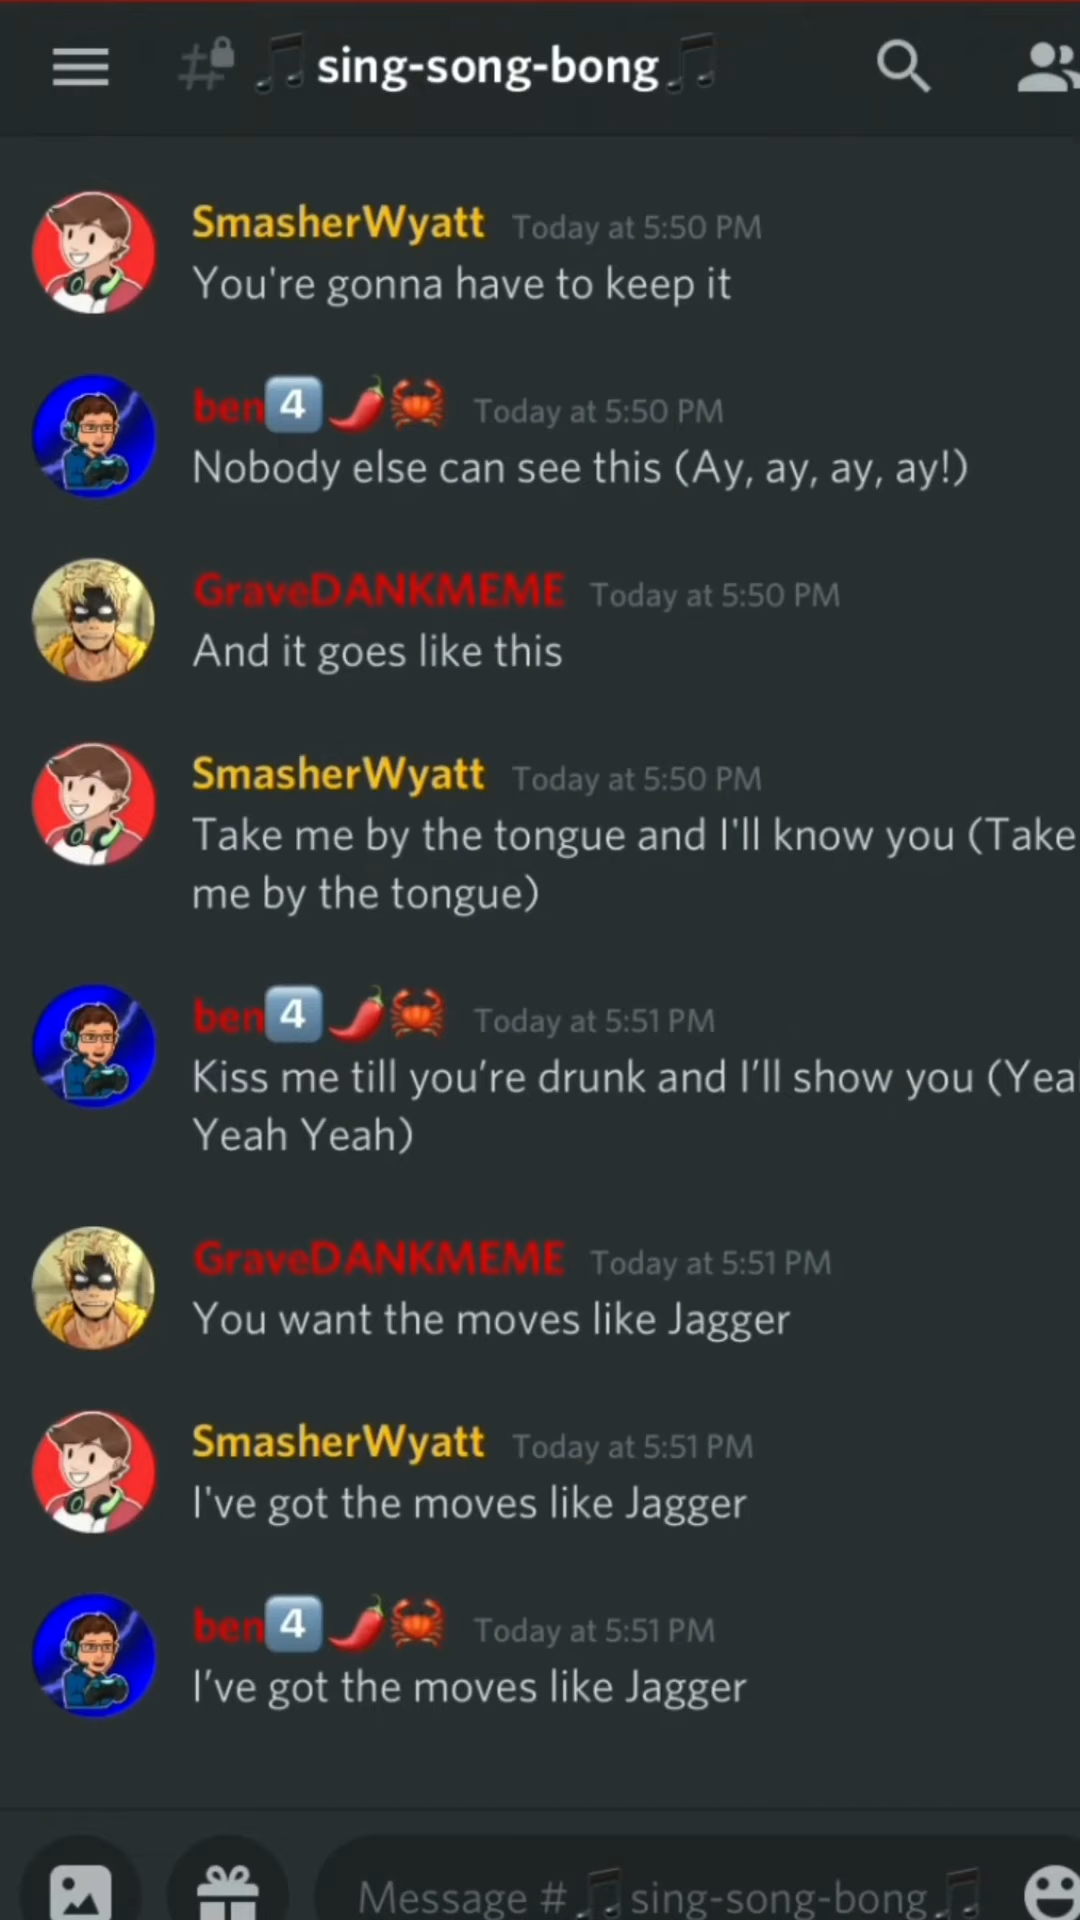 # 🎵sing-song-bong🎵
SmasherWyatt Today at 5:50 PM
You're gonna have to keep it
ben4️⃣🌶️🦀 Today at 5:50 PM
Nobody else can see this (Ay, ay, ay, ay!)
GraveDANKMEME Today at 5:50 PM
And it goes like this
SmasherWyatt Today at 5:50 PM
Take me by the tongue and I'll know you (Take
me by the tongue)
ben4️⃣🌶️🦀 Today at 5:51 PM
Kiss me till you’re drunk and I’ll show you (Yea
Yeah Yeah)
GraveDANKMEME Today at 5:51 PM
You want the moves like Jagger
SmasherWyatt Today at 5:51 PM
I've got the moves like Jagger
ben4️⃣🌶️🦀 Today at 5:51 PM
I’ve got the moves like Jagger
Message #🎵sing-song-bong🎵